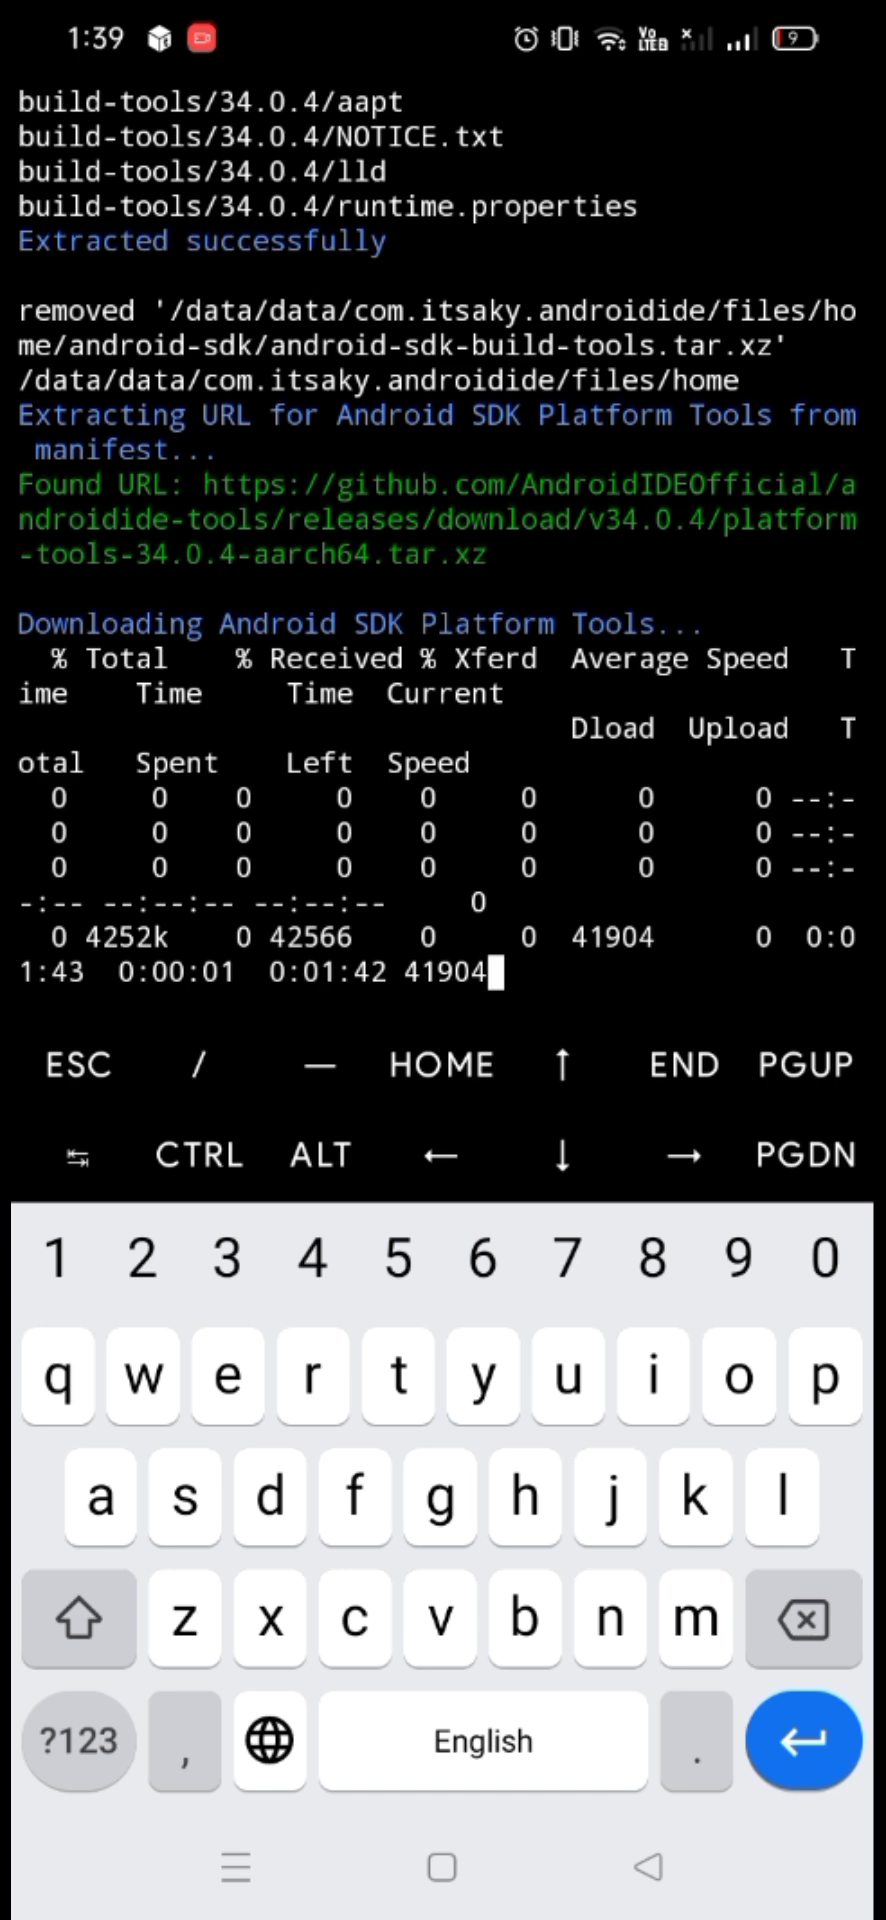 1:39 Vo LTE 9
build-tools/34.0.4/aapt
build-tools/34.0.4/NOTICE.txt
build-tools/34.0.4/lld
build-tools/34.0.4/runtime.properties
Extracted successfully
removed '/data/data/com.itsaky.androidide/files/ho
me/android-sdk/android-sdk-build-tools.tar.xz'
/data/data/com.itsaky.androidide/files/home
Extracting URL for Android SDK Platform Tools from
 manifest...
Found URL: https://github.com/AndroidIDEOfficial/a
ndroidide-tools/releases/download/v34.0.4/platform
-tools-34.0.4-aarch64.tar.xz
Downloading Android SDK Platform Tools...
  % Total    % Received % Xferd  Average Speed   T
ime    Time     Time  Current
                                 Dload  Upload   T
otal   Spent    Left  Speed
  0     0    0     0    0     0      0      0 --:-
  0     0    0     0    0     0      0      0 --:-
  0     0    0     0    0     0      0      0 --:-
-:-- --:--:-- --:--:--     0
  0 4252k    0 42566    0     0  41904      0  0:0
1:43  0:00:01  0:01:42 41904
ESC / — HOME ↑ END PGUP
↹ CTRL ALT ← ↓ → PGDN
1 2 3 4 5 6 7 8 9 0
q w e r t y u i o p
a s d f g h j k l
z x c v b n m
?123 , English .